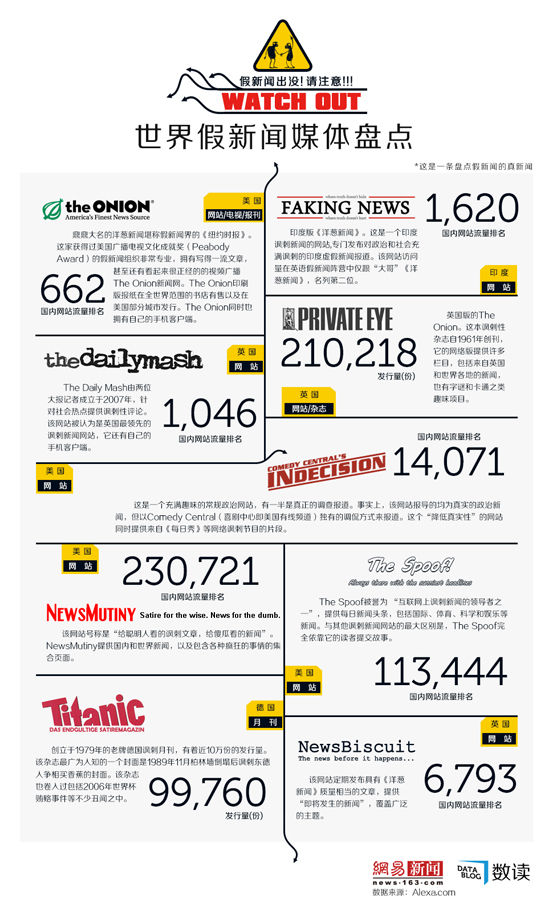 假新闻出没!请注意!!!
WATCH OUT
世界假新闻媒体盘点
*这是一条盘点假新闻的真新闻
the ONION®
America's Finest News Source
美国
网站/电视/报刊
鼎鼎大名的洋葱新闻堪称假新闻界的《纽约时报》。
这家获得过美国广播电视文化成就奖（Peabody
Award）的假新闻组织非常专业，拥有写得一流文章，
甚至还有看起来很正经的的视频广播
The Onion新闻网。The Onion印刷
版报纸在全世界范围的书店有售以及在
美国部分城市发行。The Onion同时也
拥有自己的手机客户端。
662
国内网站流量排名
FAKING NEWS
1,620
国内网站流量排名
印度版《洋葱新闻》。这是一个印度
讽刺新闻的网站,专门发布对政治和社会充
满讽刺的印度虚假新闻报道。该网站访问
量在英语假新闻阵营中仅跟“大哥”《洋
葱新闻》，名列第二位。
印度
网 站
the dailymash
英国
网 站
The Daily Mash由两位
大报记者成立于2007年，针
对社会热点提供讽刺性评论。
该网站被认为是英国最领先的
讽刺新闻网站，它还有自己的
手机客户端。
1,046
国内网站流量排名
PRIVATE EYE
210,218
发行量(份)
英国
网站/杂志
英国版的The
Onion。这本讽刺性
杂志自1961年创刊，
它的网络版提供许多
栏目，包括来自英国
和世界各地的新闻，
也有字谜和卡通之类
趣味项目。
美国
网 站
COMEDY CENTRAL'S
INDECISION
国内网站流量排名
14,071
这是一个充满趣味的常规政治网站，有一半是真正的调查报道。事实上，该网站报导的均为真实的政治新
闻，但以Comedy Central（喜剧中心即美国有线频道）独有的调侃方式来报道。这个“降低真实性”的网站
同时提供来自《每日秀》等网络讽刺节目的片段。
美国
网 站
230,721
国内网站流量排名
NEWSMUTINY Satire for the wise. News for the dumb.
该网站号称是“给聪明人看的讽刺文章，给傻瓜看的新闻”。
NewsMutiny提供国内和世界新闻，以及包含各种疯狂的事情的集
合页面。
The Spoof!
Always there with the sauciest headlines
The Spoof被誉为“互联网上讽刺新闻的领导者之
一”，提供每日新闻头条，包括国际、体育、科学和娱乐等
新闻。与其他讽刺新闻网站的最大区别是，The Spoof完
全依靠它的读者提交故事。
美国
网 站
113,444
国内网站流量排名
Titanic
DAS ENDGÜLTIGE SATIREMAGAZIN
德国
月 刊
创立于1979年的老牌德国讽刺月刊，有着近10万份的发行量。
该杂志最广为人知的一个封面是1989年11月柏林墙倒塌后讽刺东德
人争相买香蕉的封面。该杂志
也卷入过包括2006年世界杯
贿赂事件等不少丑闻之中。
99,760
发行量(份)
英国
网 站
NewsBiscuit
The news before it happens...
该网站定期发布具有《洋葱
新闻》质量相当的文章，提供
“即将发生的新闻”，覆盖广泛
的主题。
6,793
国内网站流量排名
網易 新闻
news·163.com
DATA
BLOG
数读
数据来源：Alexa.com